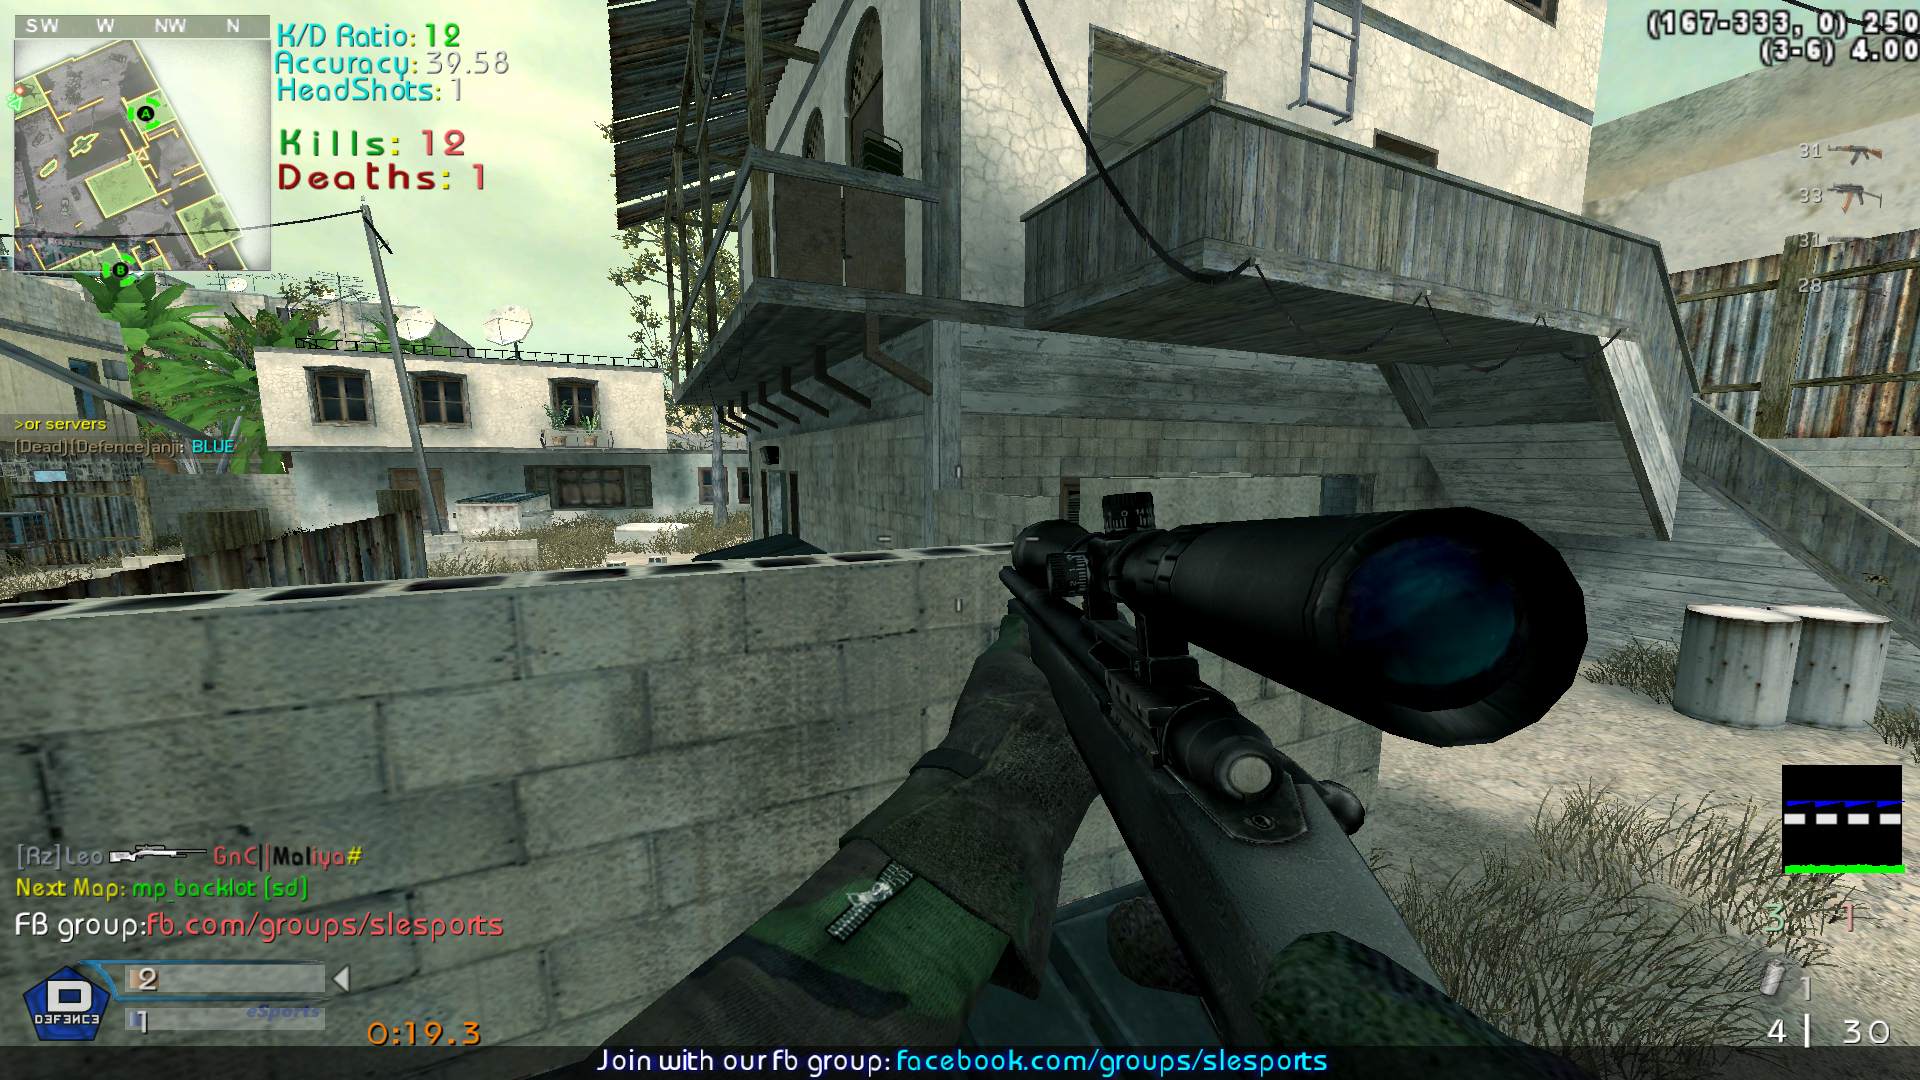 SW W NW N
K/D Ratio: 12
Accuracy: 39.58
HeadShots: 1
Kills: 12
Deaths: 1
(167-333, 0) 250
(3-6) 4.00
31
33
31
28
A
B
>or servers
[Dead][Defence]anji: BLUE
[Rz]Leo GnC||Maliya#
Next Map: mp_backlot [sd]
FB group:fb.com/groups/slesports
2
1
D3F3NC3
eSports
0:19.3
3 1
1
4 | 30
Join with our fb group: facebook.com/groups/slesports